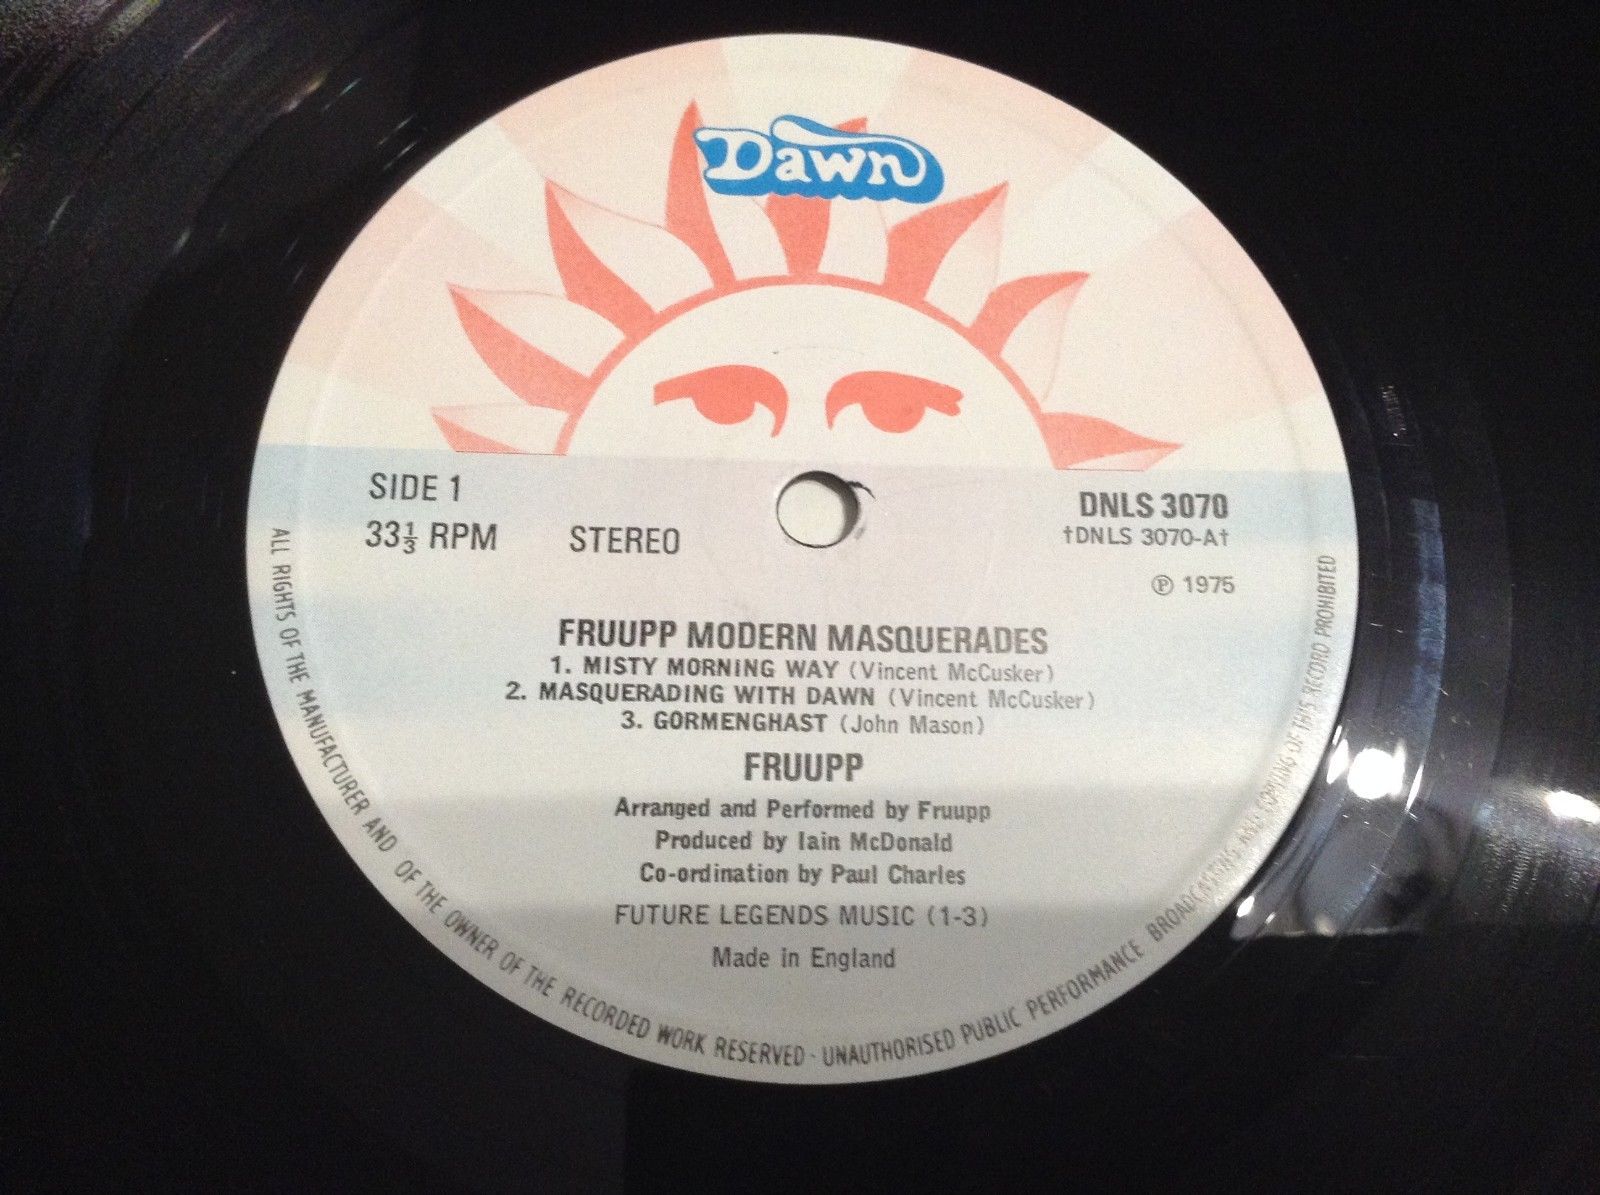 Dawn
SIDE 1
33⅓ RPM
STEREO
DNLS 3070
†DNLS 3070-A†
℗ 1975
FRUUPP MODERN MASQUERADES
1. MISTY MORNING WAY (Vincent McCusker)
2. MASQUERADING WITH DAWN (Vincent McCusker)
3. GORMENGHAST (John Mason)
FRUUPP
Arranged and Performed by Fruupp
Produced by Iain McDonald
Co-ordination by Paul Charles
FUTURE LEGENDS MUSIC (1-3)
Made in England
ALL RIGHTS OF THE MANUFACTURER AND OF THE OWNER OF THE RECORDED WORK RESERVED · UNAUTHORISED PUBLIC PERFORMANCE BROADCASTING AND COPYING OF THIS RECORD PROHIBITED